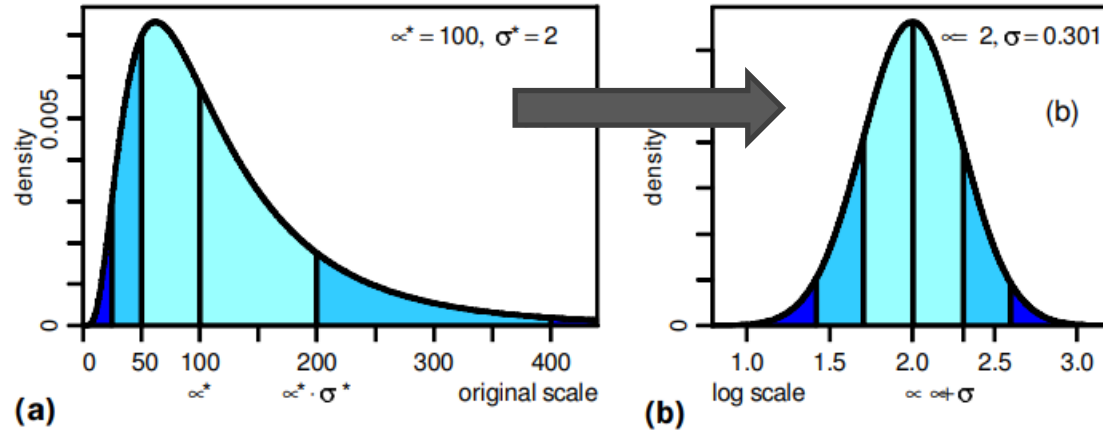 ∝* = 100, σ* = 2
density
0.005
0
0 50 100 200 300 400
∝* ∝* · σ* original scale
(a)
∝= 2, σ = 0.301
(b)
density
0
1.0 1.5 2.0 2.5 3.0
log scale ∝ ∝+σ
(b)